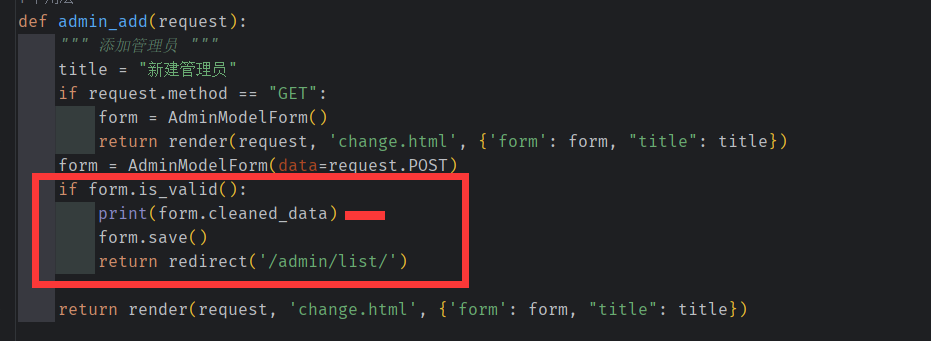 def admin_add(request):
""" 添加管理员 """
title = "新建管理员"
if request.method == "GET":
form = AdminModelForm()
return render(request, 'change.html', {'form': form, "title": title})
form = AdminModelForm(data=request.POST)
if form.is_valid():
print(form.cleaned_data)
form.save()
return redirect('/admin/list/')
return render(request, 'change.html', {'form': form, "title": title})